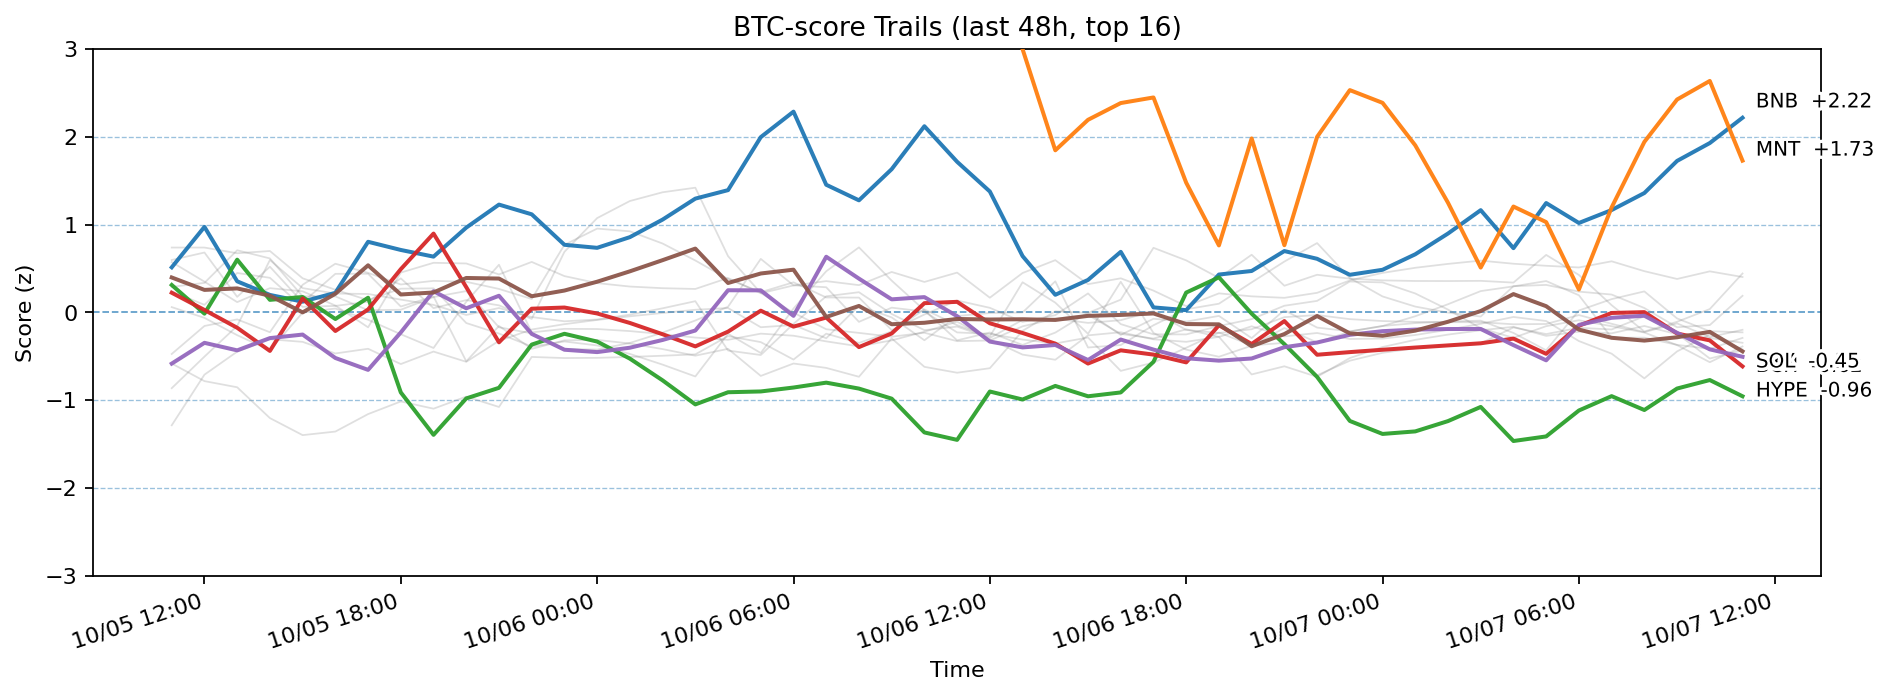 BTC-score Trails (last 48h, top 16)
Score (z)
3
2
1
0
−1
−2
−3
BNB +2.22
MNT +1.73
-0.45
HYPE -0.96
10/05 12:00
10/05 18:00
10/06 00:00
10/06 06:00
10/06 12:00
10/06 18:00
10/07 00:00
10/07 06:00
10/07 12:00
Time